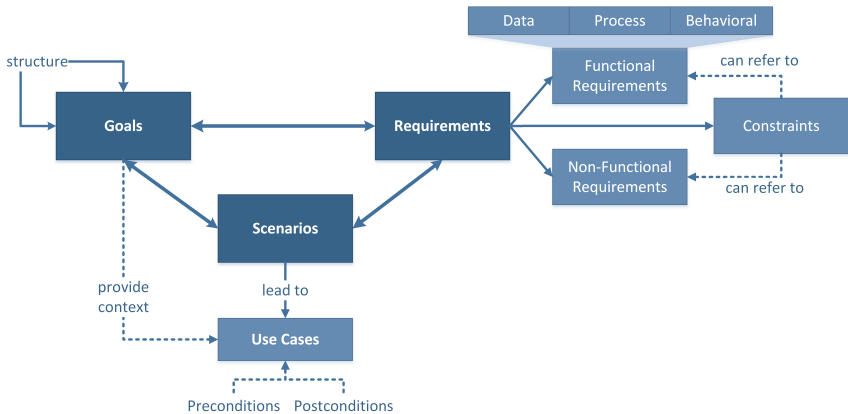 Data Process Behavioral
structure
Functional
Requirements
can refer to
Goals
Requirements
Constraints
Non-Functional
Requirements
can refer to
Scenarios
provide
context
lead to
Use Cases
Preconditions Postconditions